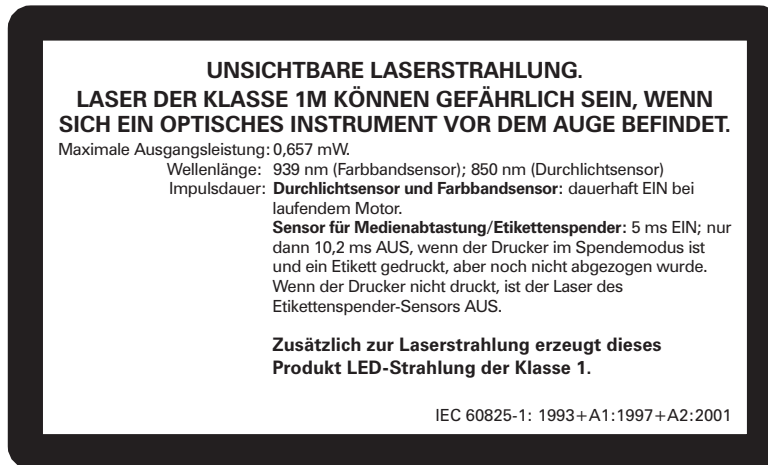 UNSICHTBARE LASERSTRAHLUNG.
LASER DER KLASSE 1M KÖNNEN GEFÄHRLICH SEIN, WENN
SICH EIN OPTISCHES INSTRUMENT VOR DEM AUGE BEFINDET.
Maximale Ausgangsleistung: 0,657 mW.
Wellenlänge: 939 nm (Farbbandsensor); 850 nm (Durchlichtsensor)
Impulsdauer: Durchlichtsensor und Farbbandsensor: dauerhaft EIN bei
laufendem Motor.
Sensor für Medienabtastung/Etikettenspender: 5 ms EIN; nur
dann 10,2 ms AUS, wenn der Drucker im Spendemodus ist
und ein Etikett gedruckt, aber noch nicht abgezogen wurde.
Wenn der Drucker nicht druckt, ist der Laser des
Etikettenspender-Sensors AUS.
Zusätzlich zur Laserstrahlung erzeugt dieses
Produkt LED-Strahlung der Klasse 1.
IEC 60825-1: 1993+A1:1997+A2:2001